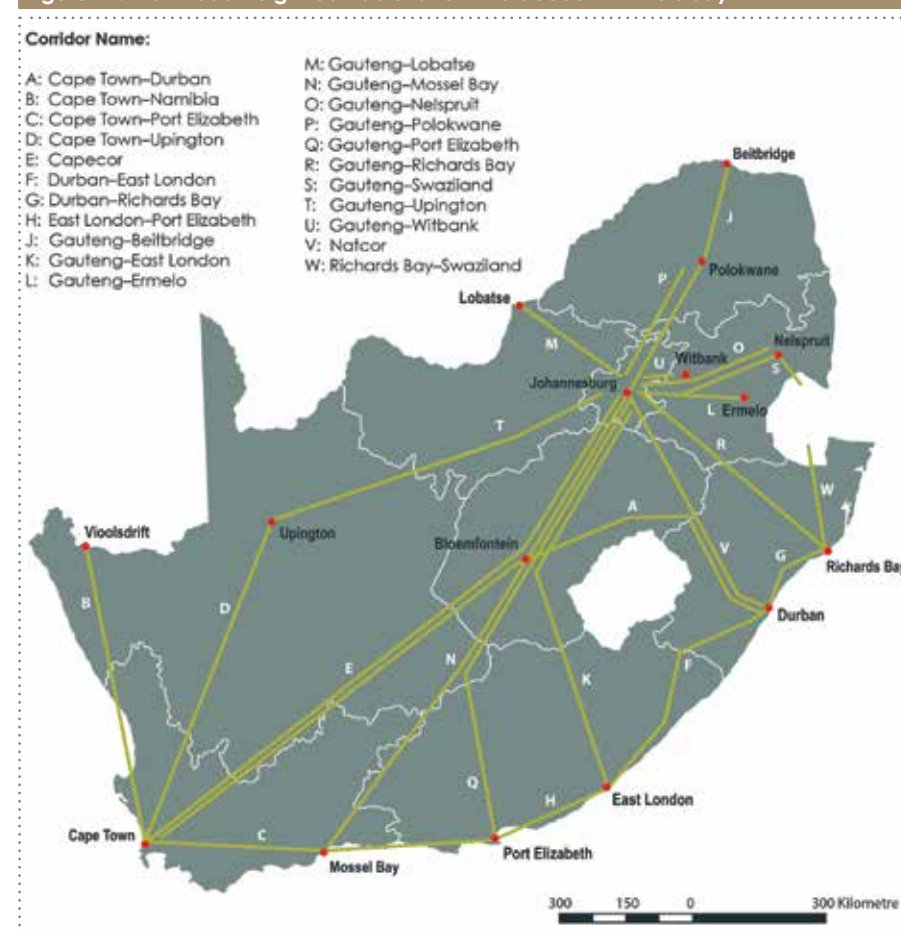 Corridor Name:
A: Cape Town–Durban
B: Cape Town–Namibia
C: Cape Town–Port Elizabeth
D: Cape Town–Upington
E: Capecor
F: Durban–East London
G: Durban–Richards Bay
H: East London–Port Elizabeth
J: Gauteng–Beitbridge
K: Gauteng–East London
L: Gauteng–Ermelo
M: Gauteng–Lobatse
N: Gauteng–Mossel Bay
O: Gauteng–Nelspruit
P: Gauteng–Polokwane
Q: Gauteng–Port Elizabeth
R: Gauteng–Richards Bay
S: Gauteng–Swaziland
T: Gauteng–Upington
U: Gauteng–Witbank
V: Natcor
W: Richards Bay–Swaziland
Beitbridge
J
P
Polokwane
Lobatse
M
U
Witbank
O
Nelspruit
S
Johannesburg
L
Ermelo
T
R
W
A
Vioolsdrift
Upington
Bloemfontein
V
G
Richards Ba
B
D
Durban
E
N
K
F
Q
H
East London
Cape Town
C
Mossel Bay
Port Elizabeth
300 150 0 300 Kilometre